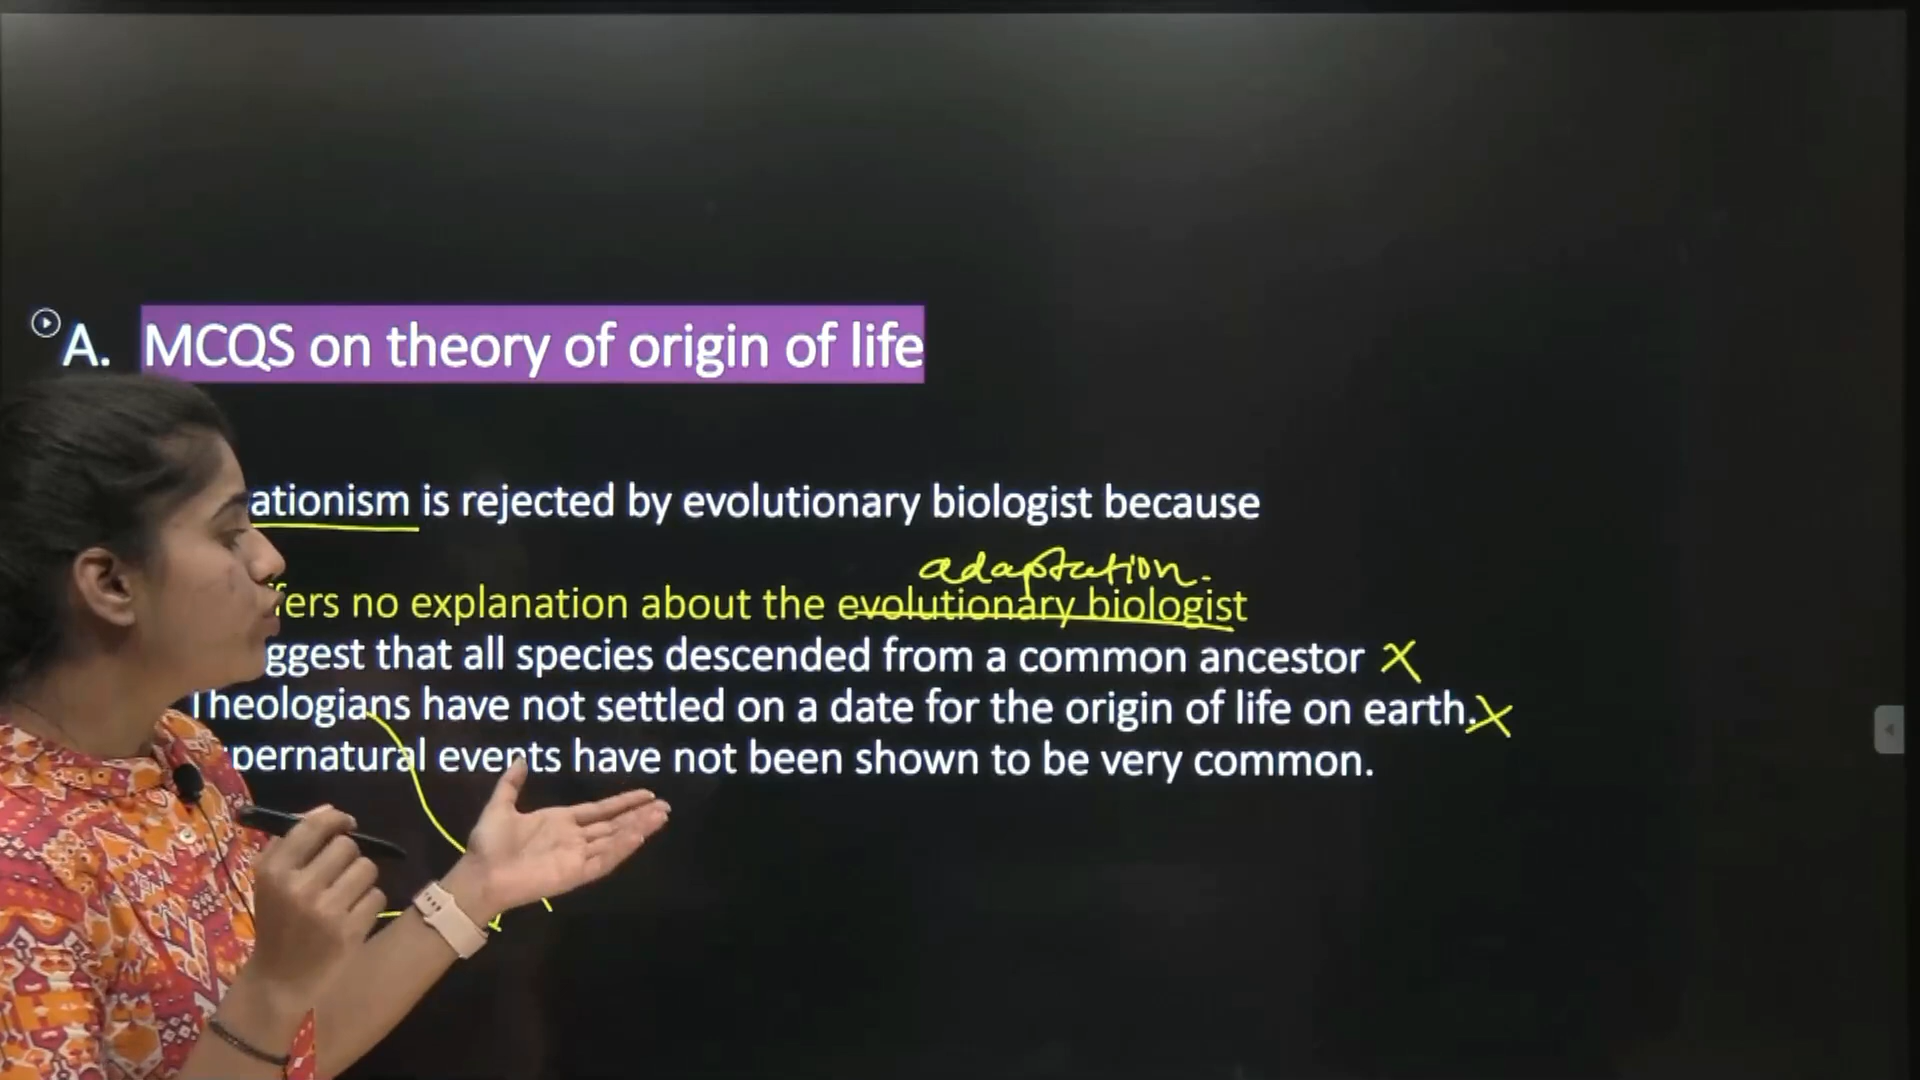 A. MCQS on theory of origin of life
ationism is rejected by evolutionary biologist because
adaptation.
fers no explanation about the evolutionary biologist
ggest that all species descended from a common ancestor X
Theologians have not settled on a date for the origin of life on earth. X
pernatural events have not been shown to be very common.